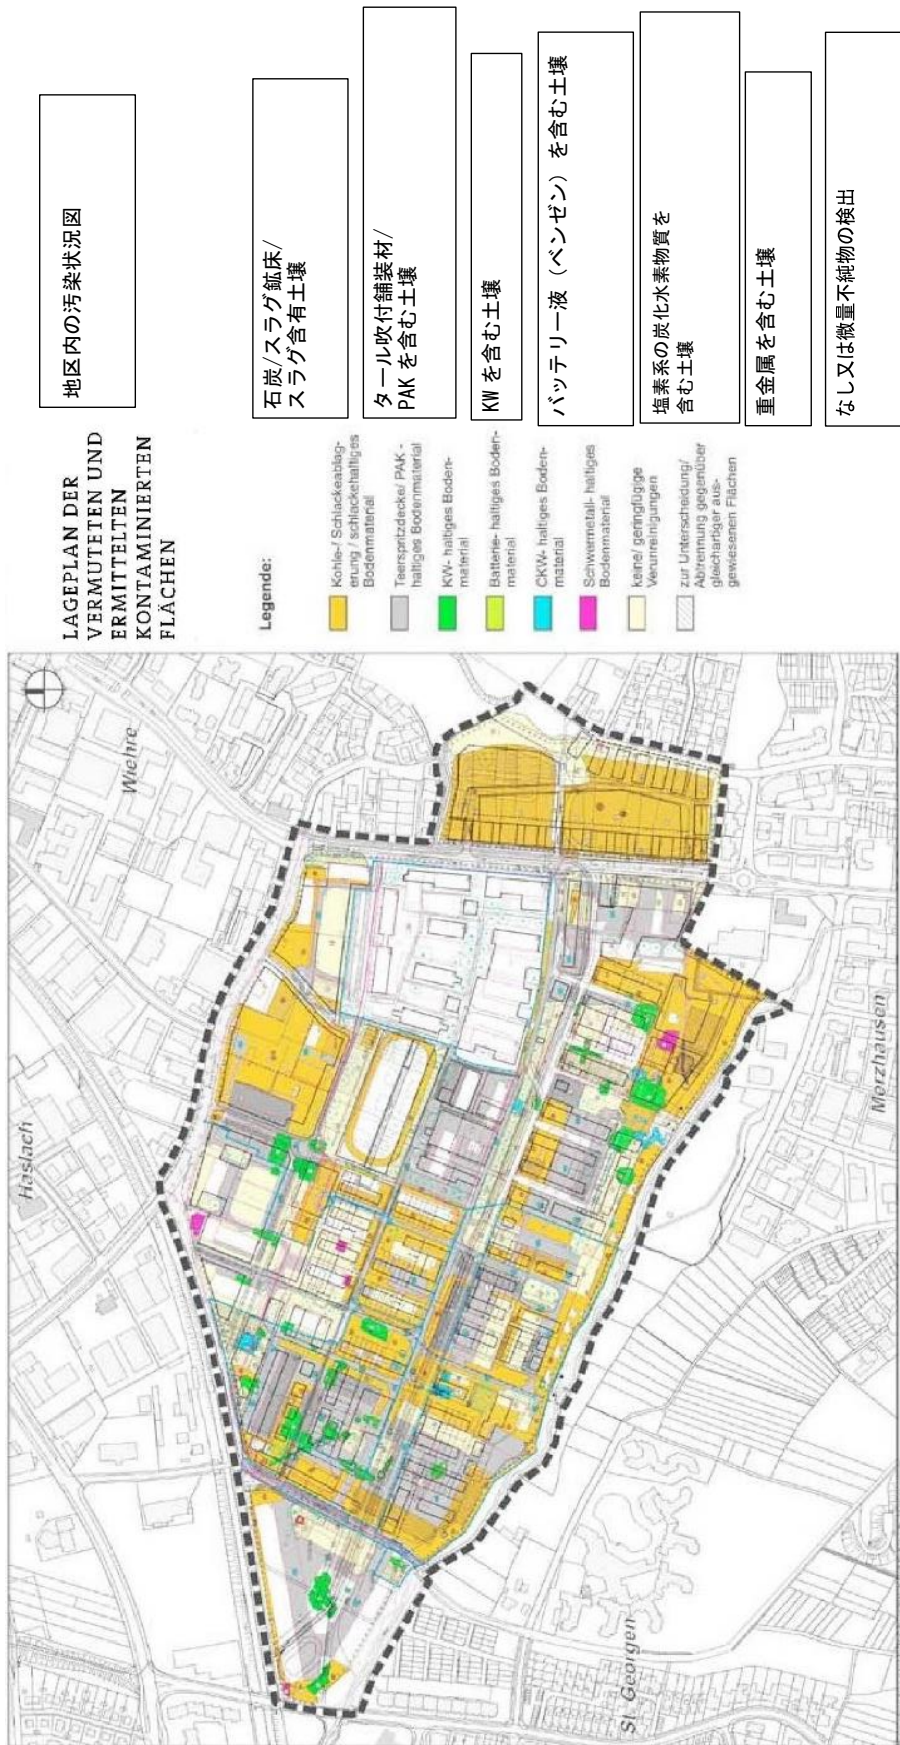 地区内の汚染状況図
LAGEPLAN DER
VERMUTETEN UND
ERMITTELTEN
KONTAMINIERTEN
FLÄCHEN
Legende:
Kohle-/ Schlackeablag-
erung / schlackehaltiges
Bodenmaterial
Teerspritzdecke/ PAK -
haltiges Bodenmaterial
KW- haltiges Boden-
material
Batterie- haltiges Boden-
material
CKW- haltiges Boden-
material
Schwermetall- haltiges
Bodenmaterial
keine/ geringfügige
Verunreinigungen
zur Unterscheidung/
Abtrennung gegenüber
gleichartiger aus-
gewiesenen Flächen
石炭/スラグ鉱床/
スラグ含有土壌
タール吹付舗装材/
PAK を含む土壌
KW を含む土壌
バッテリー液（ベンゼン）を含む土壌
塩素系の炭化水素物質を
含む土壌
重金属を含む土壌
なし又は微量不純物の検出
Haslach
Wiehre
St. Georgen
Merzhausen